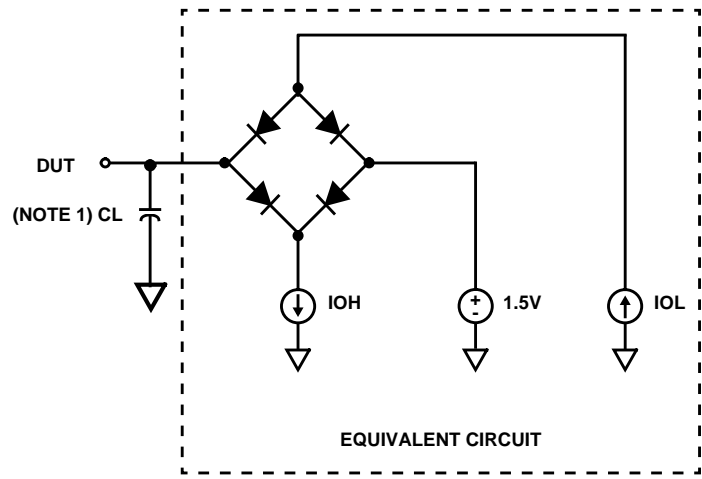 DUT
(NOTE 1) CL
IOH
+
-
1.5V
IOL
EQUIVALENT CIRCUIT